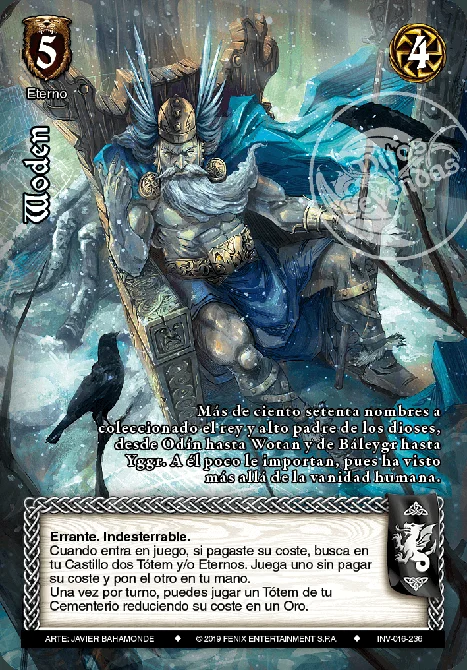 5
4
Eterno
Woden
Mitos
Leyendas
Más de ciento setenta nombres a
coleccionado el rey y alto padre de los dioses,
desde Odín hasta Wotan y de Báleygr hasta
Yggr. A él poco le importan, pues ha visto
más allá de la vanidad humana.
Errante. Indesterrable.
Cuando entra en juego, si pagaste su coste, busca en
tu Castillo dos Tótem y/o Eternos. Juega uno sin pagar
su coste y pon el otro en tu mano.
Una vez por turno, puedes jugar un Tótem de tu
Cementerio reduciendo su coste en un Oro.
ARTE: JAVIER BAHAMONDE ♦ © 2019 FENIX ENTERTAINMENT S.P.A. ♦ INV-016-236